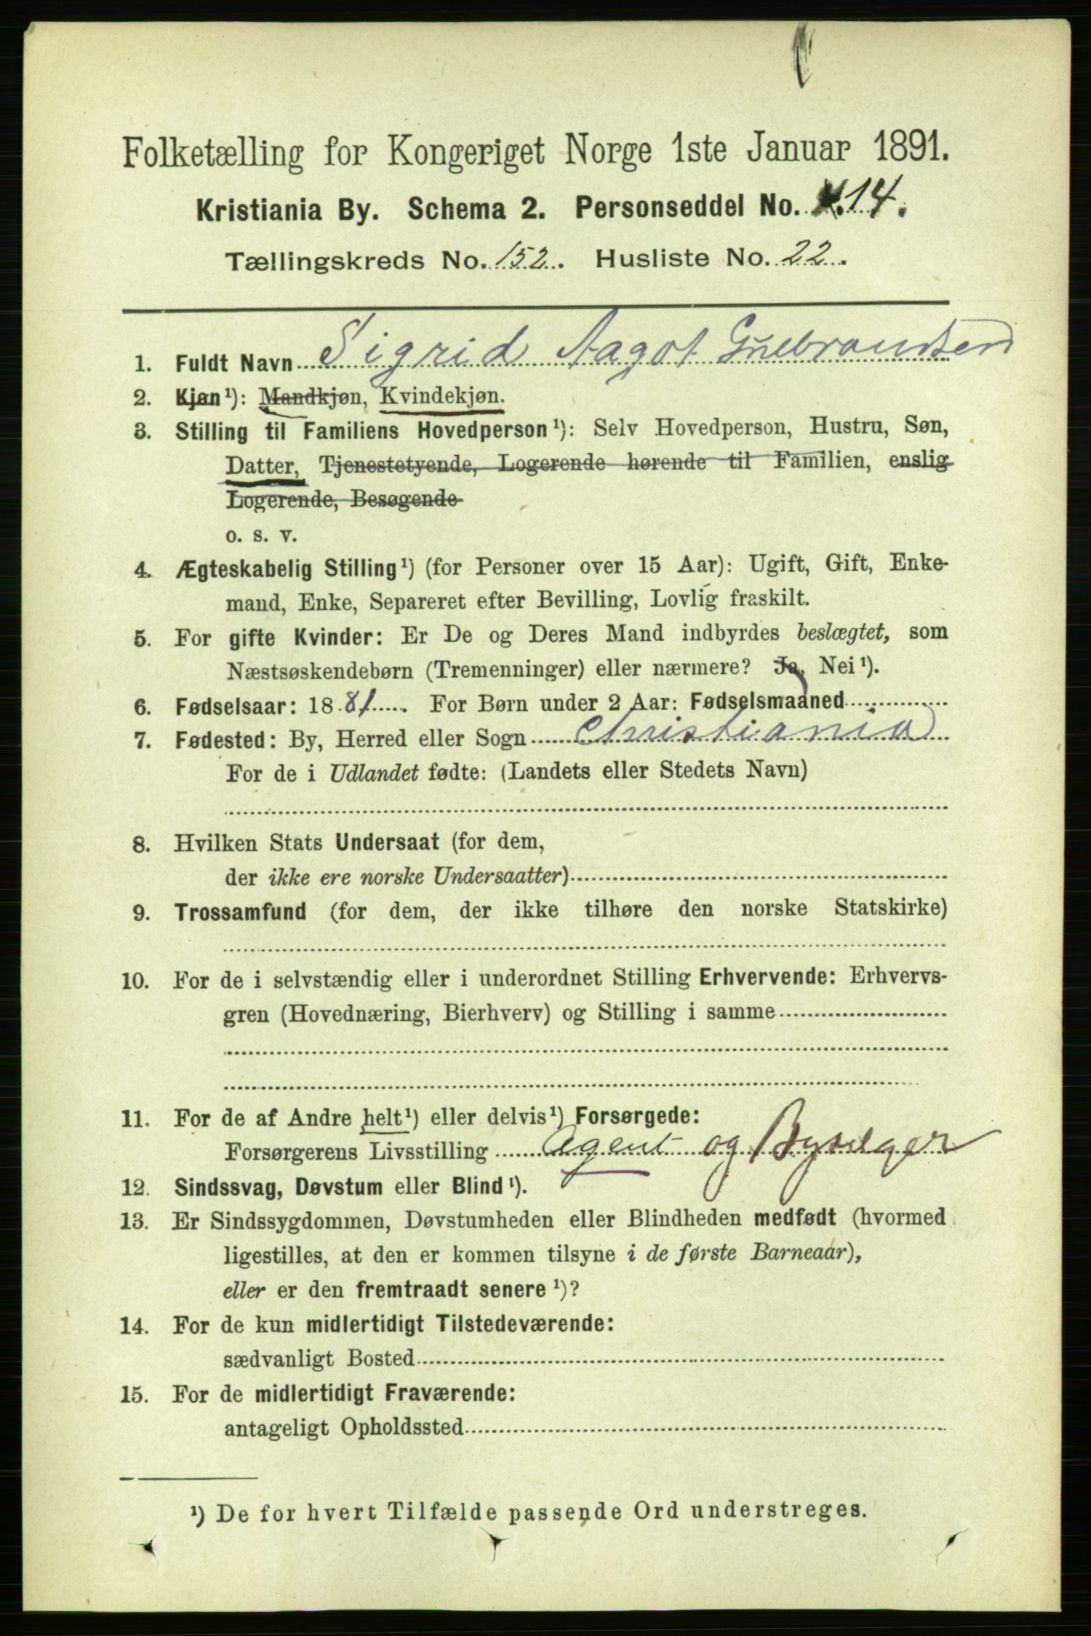 Folketælling for Kongeriget Norge 1ste Januar 1891.
Kristiania By. Schema 2. Personseddel No. 14.
Tællingskreds No. 152. Husliste No. 22.
1. Fuldt Navn Sigrid Aagot Gulbrandsen
2. Kjøn¹): Mandkjøn, Kvindekjøn.
3. Stilling til Familiens Hovedperson¹): Selv Hovedperson, Hustru, Søn,
Datter, Tjenestetyende, Logerende hørende til Familien, enslig
Logerende, Besøgende
o. s. v.
4. Ægteskabelig Stilling¹) (for Personer over 15 Aar): Ugift, Gift, Enke-
mand, Enke, Separeret efter Bevilling, Lovlig fraskilt.
5. For gifte Kvinder: Er De og Deres Mand indbyrdes beslægtet, som
Næstsøskendebørn (Tremenninger) eller nærmere? Ja, Nei¹).
6. Fødselsaar: 1881. For Børn under 2 Aar: Fødselsmaaned
7. Fødested: By, Herred eller Sogn Christiania
For de i Udlandet fødte: (Landets eller Stedets Navn)
8. Hvilken Stats Undersaat (for dem,
der ikke ere norske Undersaatter)
9. Trossamfund (for dem, der ikke tilhøre den norske Statskirke)
10. For de i selvstændig eller i underordnet Stilling Erhvervende: Erhvervs-
gren (Hovednæring, Bierhverv) og Stilling i samme
11. For de af Andre helt¹) eller delvis¹) Forsørgede:
Forsørgerens Livsstilling Agent og
12. Sindssvag, Døvstum eller Blind¹).
13. Er Sindssygdommen, Døvstumheden eller Blindheden medfødt (hvormed
ligestilles, at den er kommen tilsyne i de første Barneaar),
eller er den fremtraadt senere¹)?
14. For de kun midlertidigt Tilstedeværende:
sædvanligt Bosted
15. For de midlertidigt Fraværende:
antageligt Opholdssted
¹) De for hvert Tilfælde passende Ord understreges.